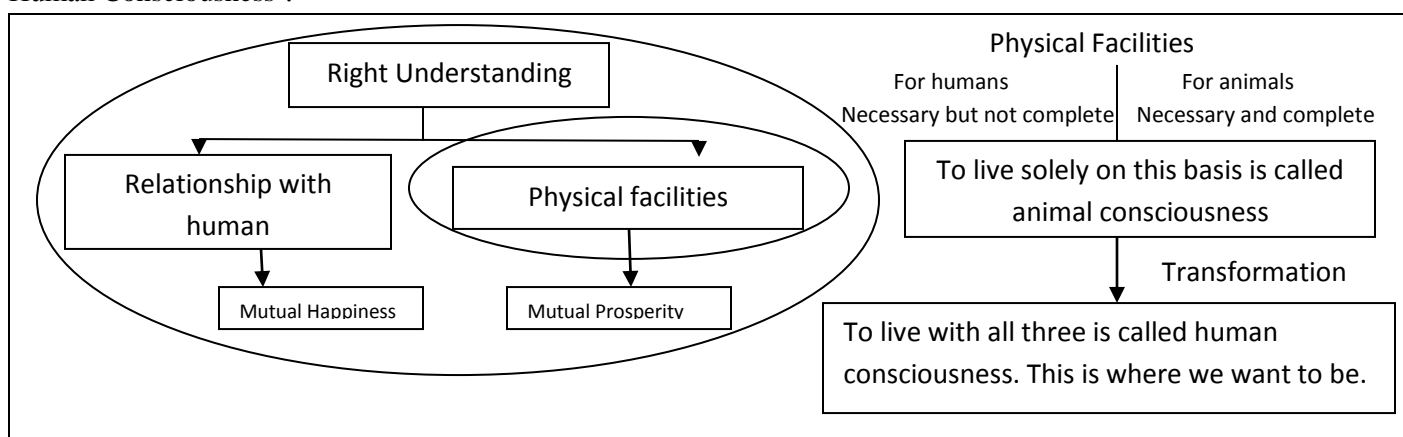 Human Consciousness".
Right Understanding
Relationship with
human
Physical facilities
Mutual Happiness
Mutual Prosperity
Physical Facilities
For humans
Necessary but not complete
For animals
Necessary and complete
To live solely on this basis is called
animal consciousness
Transformation
To live with all three is called human
consciousness. This is where we want to be.